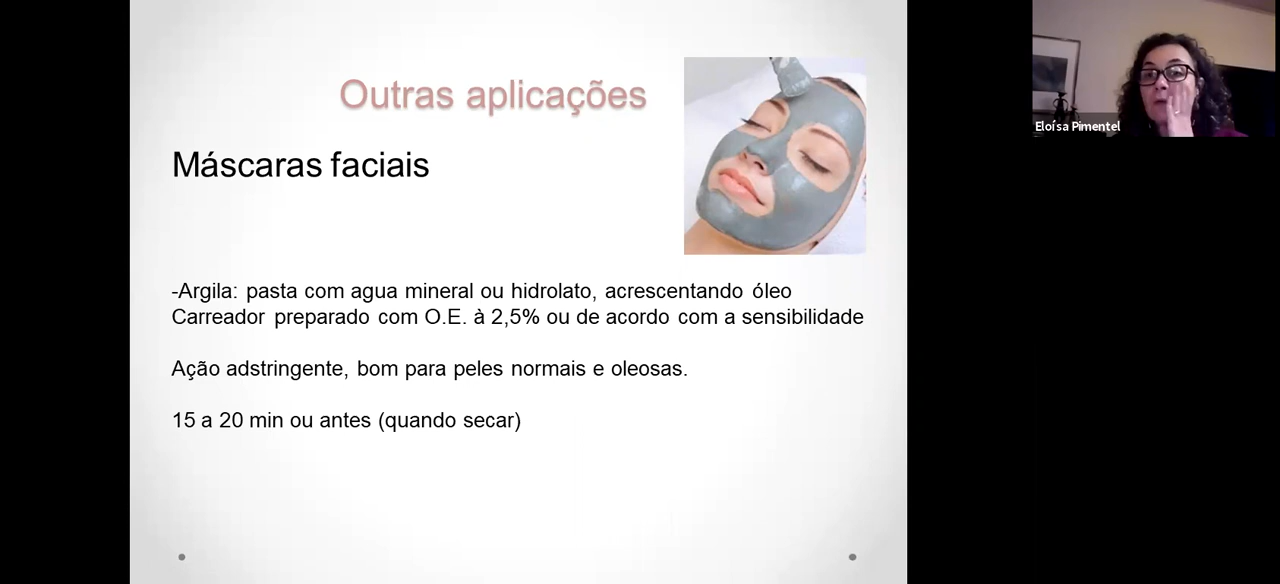 Outras aplicações
Máscaras faciais
-Argila: pasta com agua mineral ou hidrolato, acrescentando óleo
Carreador preparado com O.E. à 2,5% ou de acordo com a sensibilidade
Ação adstringente, bom para peles normais e oleosas.
15 a 20 min ou antes (quando secar)
Eloísa Pimentel